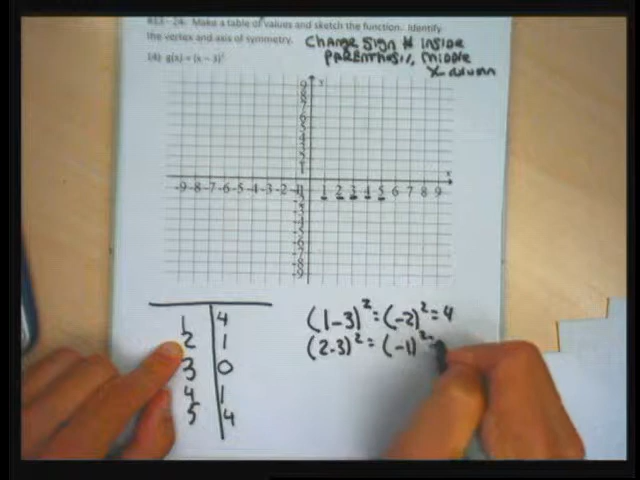 #13 - 24. Make a table of values and sketch the function. Identify
the vertex and axis of symmetry.
Change Sign # inside
PARENTHESIS, middle
X-column
14) g(x) = (x - 3)²
y
x
-9 -8 -7 -6 -5 -4 -3 -2 -1 1 2 3 4 5 6 7 8 9
1 4
2 1
3 0
4 1
5 4
(1-3)² = (-2)² = 4
(2-3)² = (-1)² =